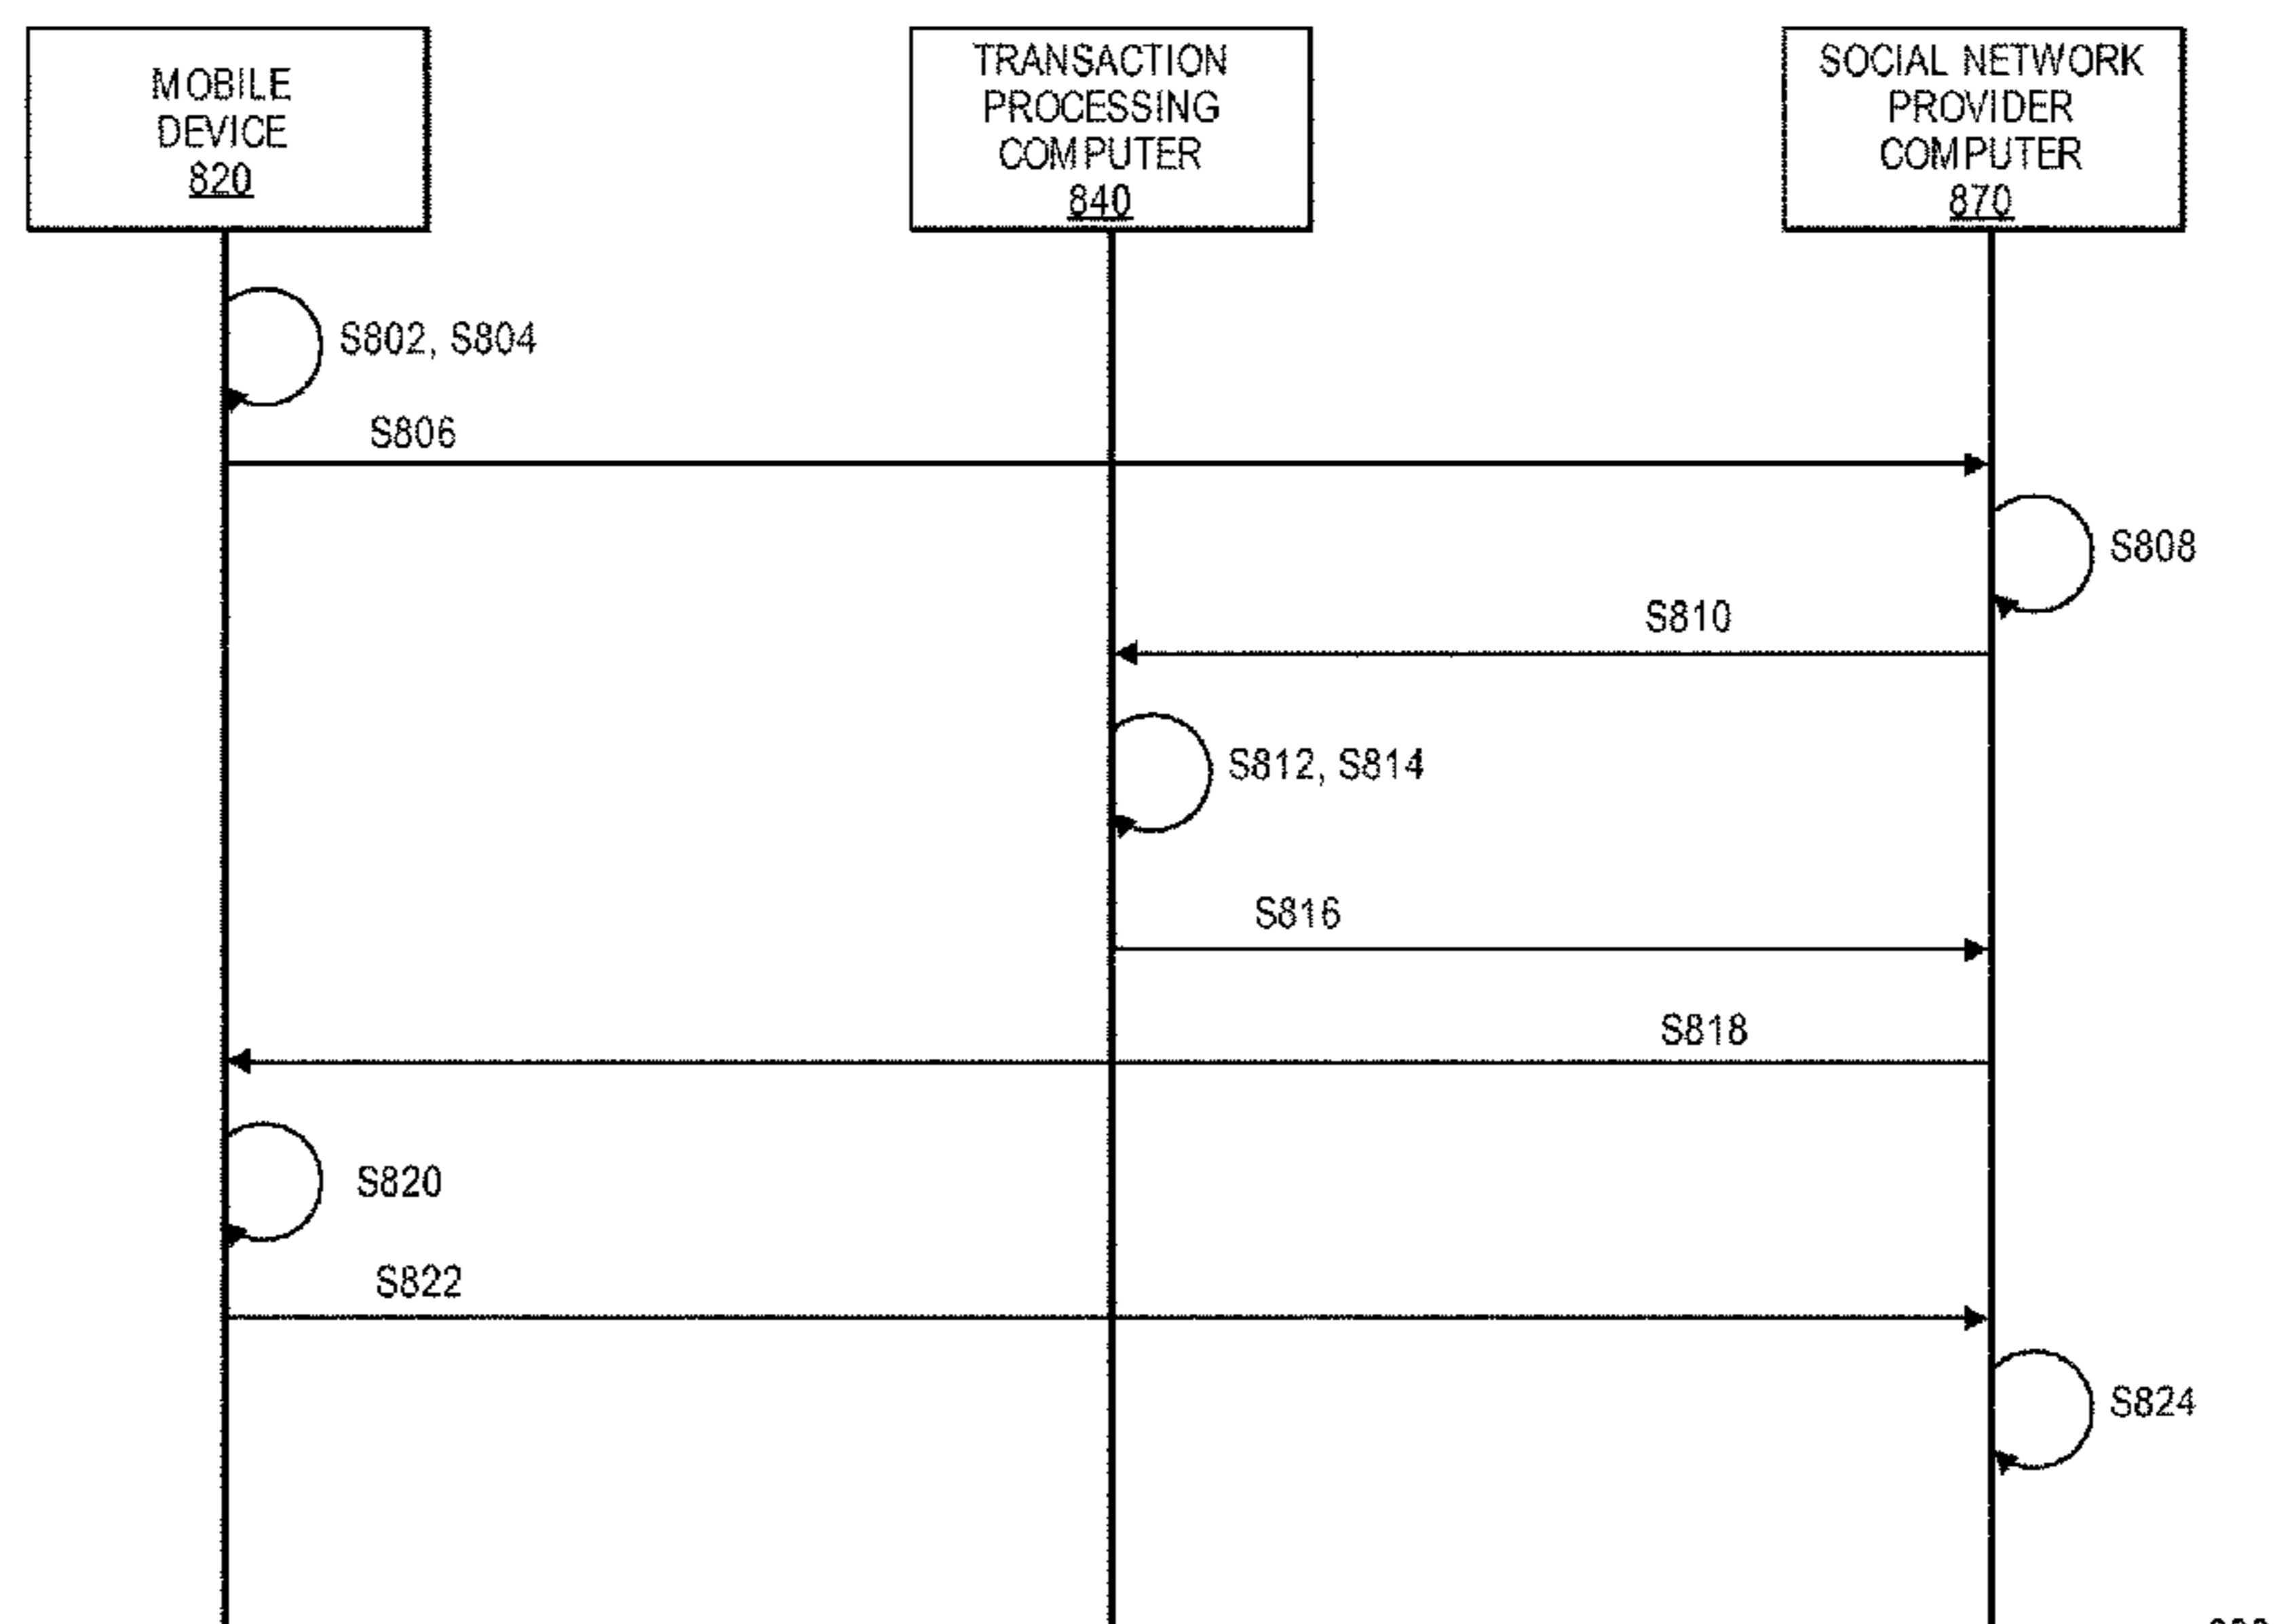 MOBILE
DEVICE
820
TRANSACTION
PROCESSING
COMPUTER
840
SOCIAL NETWORK
PROVIDER
COMPUTER
870
S802, S804
S806
S808
S810
S812, S814
S816
S818
S820
S822
S824